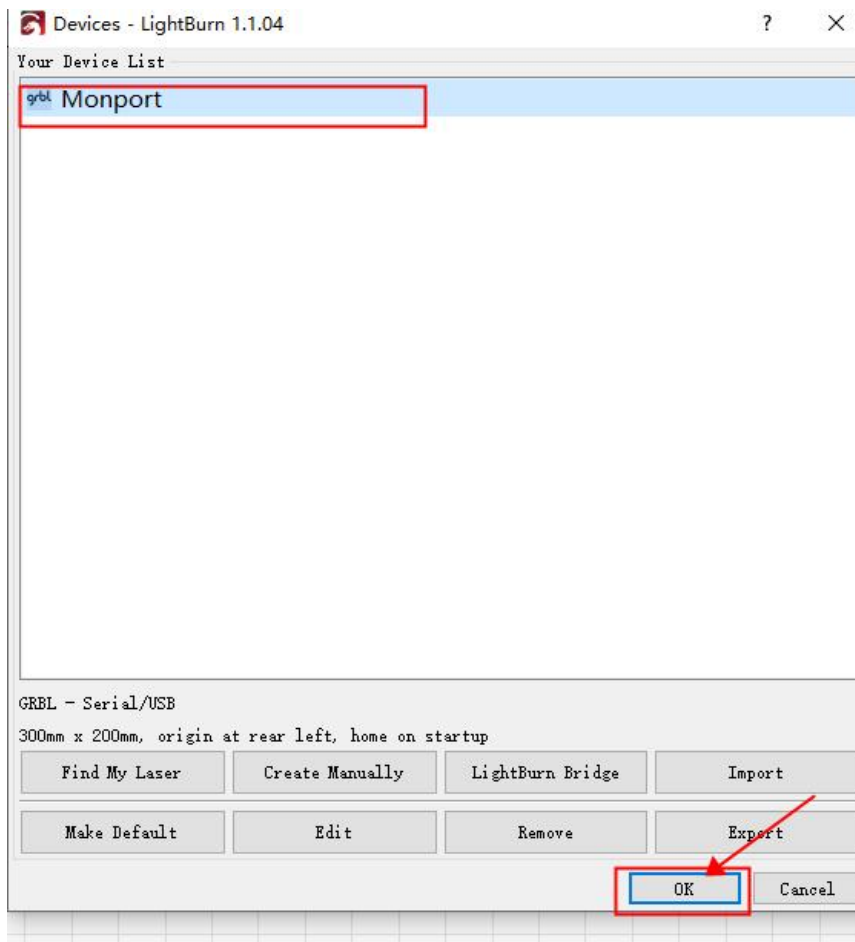 Devices - LightBurn 1.1.04 ? ×
Your Device List
grbl Monport
GRBL - Serial/USB
300mm x 200mm, origin at rear left, home on startup
Find My Laser Create Manually LightBurn Bridge Import
Make Default Edit Remove Export
OK Cancel